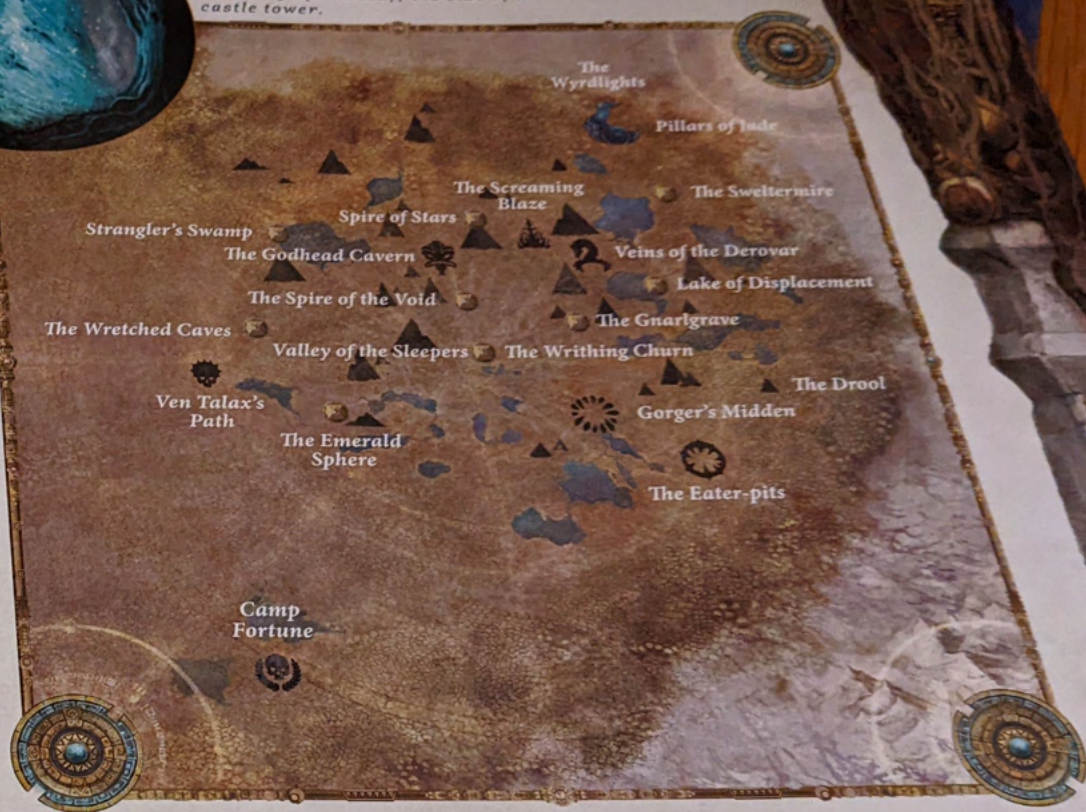 castle tower.
The
Wyrdlights
Pillars of Jade
The Screaming
Blaze
The Sweltermire
Spire of Stars
Strangler's Swamp
The Godhead Cavern
Veins of the Derovar
Lake of Displacement
The Spire of the Void
The Gnarlgrave
The Wretched Caves
Valley of the Sleepers
The Writhing Churn
The Drool
Ven Talax's
Path
Gorger's Midden
The Emerald
Sphere
The Eater-pits
Camp
Fortune